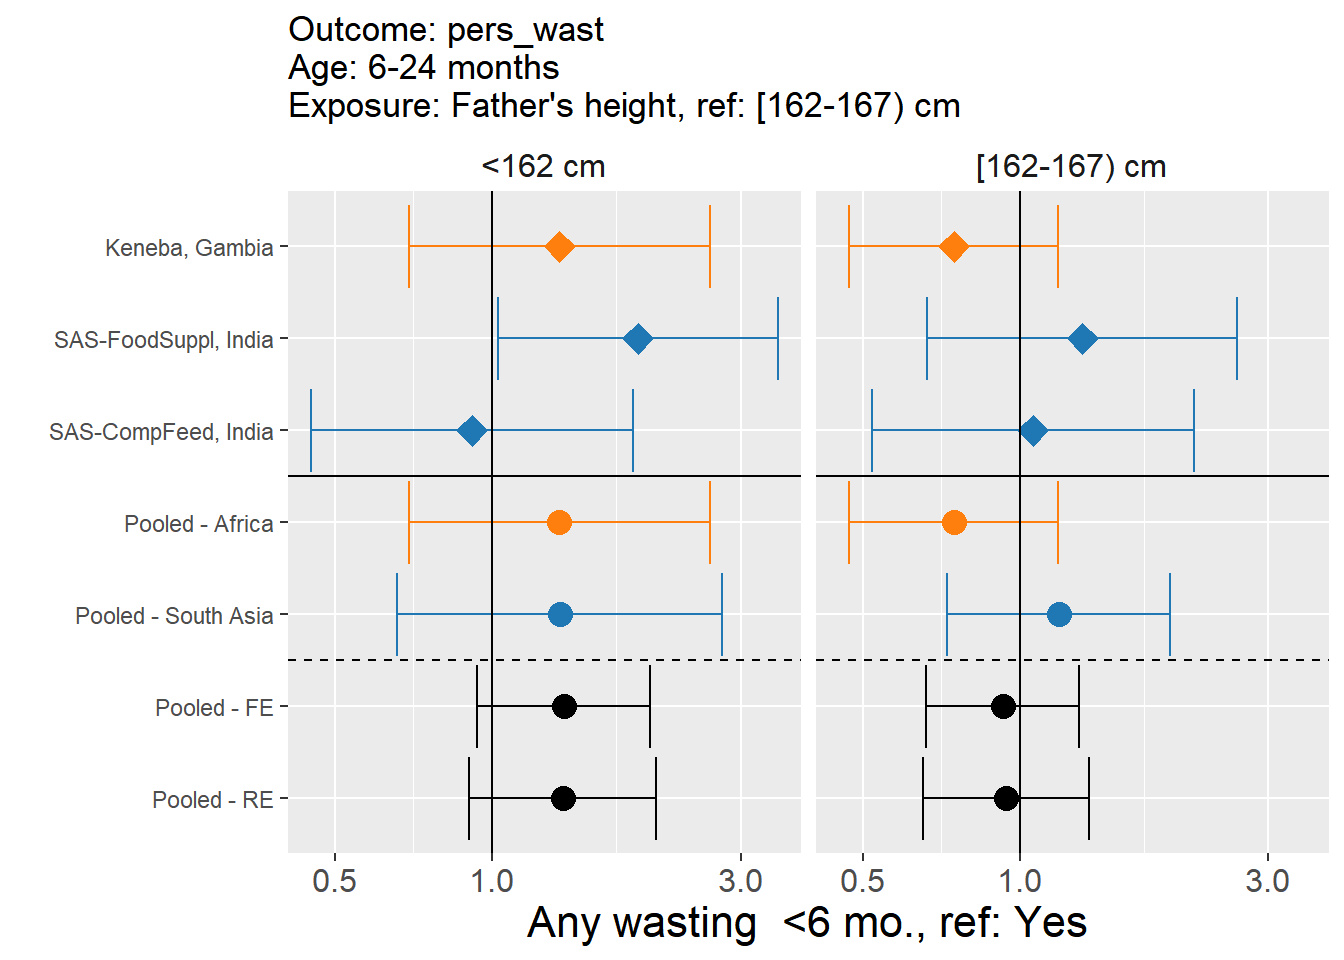 Outcome: pers_wast
Age: 6-24 months
Exposure: Father's height, ref: [162-167) cm
<162 cm
[162-167) cm
Keneba, Gambia
SAS-FoodSuppl, India
SAS-CompFeed, India
Pooled - Africa
Pooled - South Asia
Pooled - FE
Pooled - RE
0.5 1.0 3.0 0.5 1.0 3.0
Any wasting  <6 mo., ref: Yes